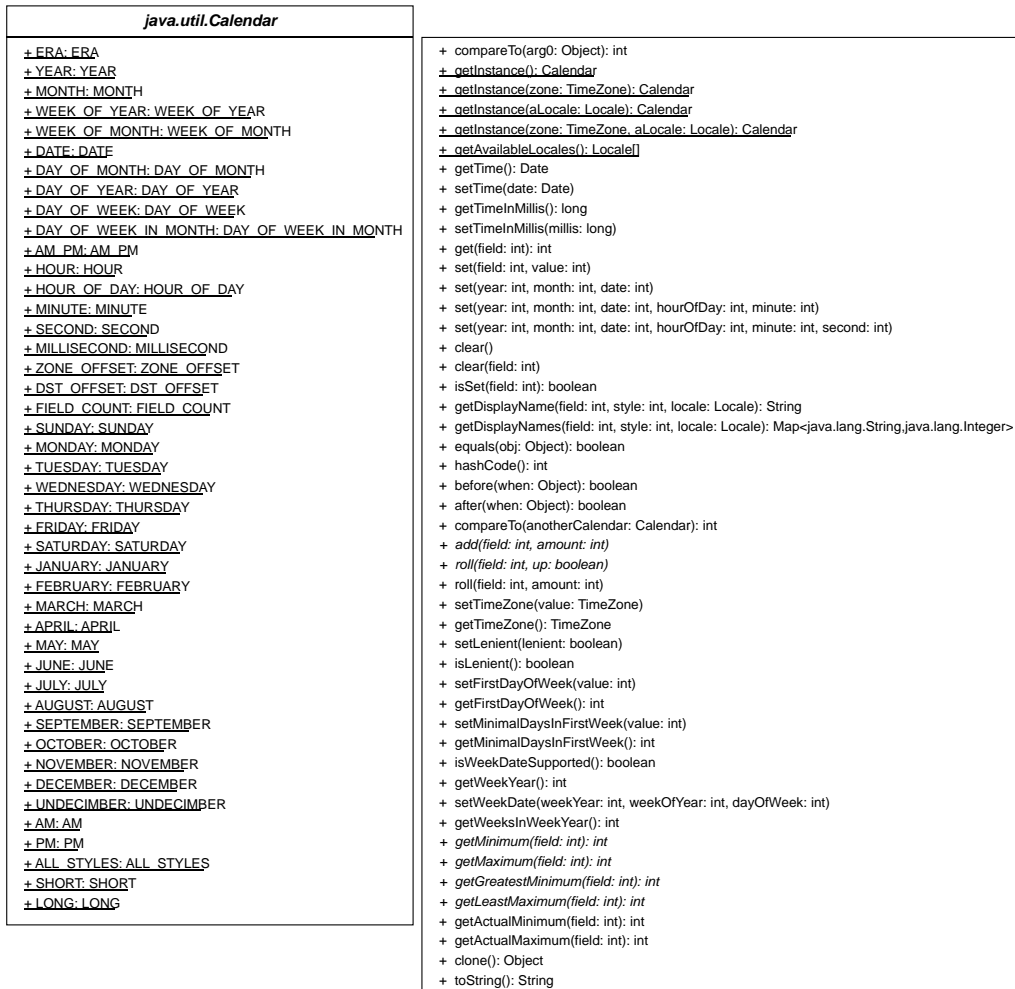 java.util.Calendar
+ ERA: ERA
+ YEAR: YEAR
+ MONTH: MONTH
+ WEEK_OF_YEAR: WEEK_OF_YEAR
+ WEEK_OF_MONTH: WEEK_OF_MONTH
+ DATE: DATE
+ DAY_OF_MONTH: DAY_OF_MONTH
+ DAY_OF_YEAR: DAY_OF_YEAR
+ DAY_OF_WEEK: DAY_OF_WEEK
+ DAY_OF_WEEK_IN_MONTH: DAY_OF_WEEK_IN_MONTH
+ AM_PM: AM_PM
+ HOUR: HOUR
+ HOUR_OF_DAY: HOUR_OF_DAY
+ MINUTE: MINUTE
+ SECOND: SECOND
+ MILLISECOND: MILLISECOND
+ ZONE_OFFSET: ZONE_OFFSET
+ DST_OFFSET: DST_OFFSET
+ FIELD_COUNT: FIELD_COUNT
+ SUNDAY: SUNDAY
+ MONDAY: MONDAY
+ TUESDAY: TUESDAY
+ WEDNESDAY: WEDNESDAY
+ THURSDAY: THURSDAY
+ FRIDAY: FRIDAY
+ SATURDAY: SATURDAY
+ JANUARY: JANUARY
+ FEBRUARY: FEBRUARY
+ MARCH: MARCH
+ APRIL: APRIL
+ MAY: MAY
+ JUNE: JUNE
+ JULY: JULY
+ AUGUST: AUGUST
+ SEPTEMBER: SEPTEMBER
+ OCTOBER: OCTOBER
+ NOVEMBER: NOVEMBER
+ DECEMBER: DECEMBER
+ UNDECIMBER: UNDECIMBER
+ AM: AM
+ PM: PM
+ ALL_STYLES: ALL_STYLES
+ SHORT: SHORT
+ LONG: LONG
+ compareTo(arg0: Object): int
+ getInstance(): Calendar
+ getInstance(zone: TimeZone): Calendar
+ getInstance(aLocale: Locale): Calendar
+ getInstance(zone: TimeZone, aLocale: Locale): Calendar
+ getAvailableLocales(): Locale[]
+ getTime(): Date
+ setTime(date: Date)
+ getTimeInMillis(): long
+ setTimeInMillis(millis: long)
+ get(field: int): int
+ set(field: int, value: int)
+ set(year: int, month: int, date: int)
+ set(year: int, month: int, date: int, hourOfDay: int, minute: int)
+ set(year: int, month: int, date: int, hourOfDay: int, minute: int, second: int)
+ clear()
+ clear(field: int)
+ isSet(field: int): boolean
+ getDisplayName(field: int, style: int, locale: Locale): String
+ getDisplayNames(field: int, style: int, locale: Locale): Map<java.lang.String,java.lang.Integer>
+ equals(obj: Object): boolean
+ hashCode(): int
+ before(when: Object): boolean
+ after(when: Object): boolean
+ compareTo(anotherCalendar: Calendar): int
+ add(field: int, amount: int)
+ roll(field: int, up: boolean)
+ roll(field: int, amount: int)
+ setTimeZone(value: TimeZone)
+ getTimeZone(): TimeZone
+ setLenient(lenient: boolean)
+ isLenient(): boolean
+ setFirstDayOfWeek(value: int)
+ getFirstDayOfWeek(): int
+ setMinimalDaysInFirstWeek(value: int)
+ getMinimalDaysInFirstWeek(): int
+ isWeekDateSupported(): boolean
+ getWeekYear(): int
+ setWeekDate(weekYear: int, weekOfYear: int, dayOfWeek: int)
+ getWeeksInWeekYear(): int
+ getMinimum(field: int): int
+ getMaximum(field: int): int
+ getGreatestMinimum(field: int): int
+ getLeastMaximum(field: int): int
+ getActualMinimum(field: int): int
+ getActualMaximum(field: int): int
+ clone(): Object
+ toString(): String